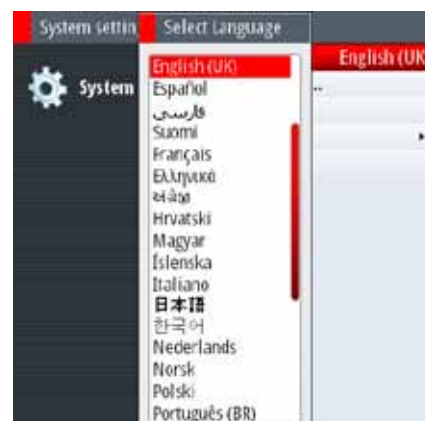 System settin
Select Language
English (UK
System
English (UK)
Español
فارسی
Suomi
Français
Ελληνικά
Hrvatski
Magyar
Íslenska
Italiano
日本語
한국어
Nederlands
Norsk
Polski
Português (BR)